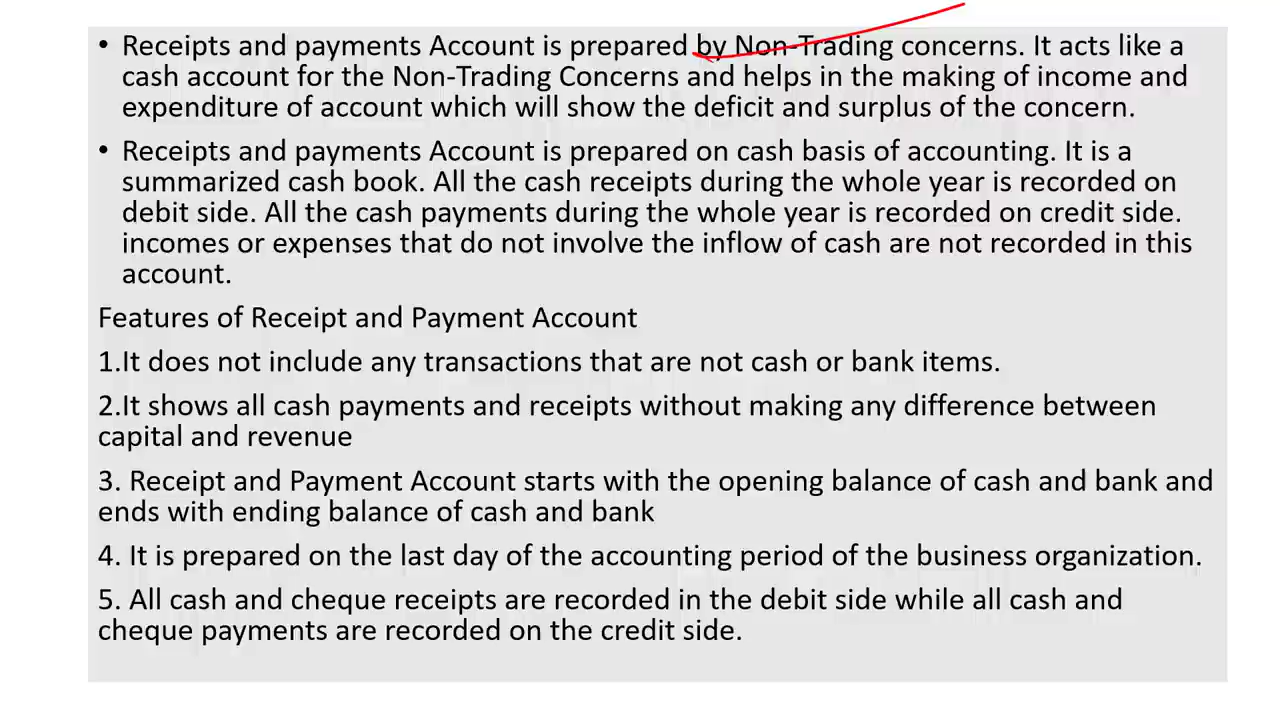 • Receipts and payments Account is prepared by Non-Trading concerns. It acts like a
cash account for the Non-Trading Concerns and helps in the making of income and
expenditure of account which will show the deficit and surplus of the concern.
• Receipts and payments Account is prepared on cash basis of accounting. It is a
summarized cash book. All the cash receipts during the whole year is recorded on
debit side. All the cash payments during the whole year is recorded on credit side.
incomes or expenses that do not involve the inflow of cash are not recorded in this
account.
Features of Receipt and Payment Account
1.It does not include any transactions that are not cash or bank items.
2.It shows all cash payments and receipts without making any difference between
capital and revenue
3. Receipt and Payment Account starts with the opening balance of cash and bank and
ends with ending balance of cash and bank
4. It is prepared on the last day of the accounting period of the business organization.
5. All cash and cheque receipts are recorded in the debit side while all cash and
cheque payments are recorded on the credit side.